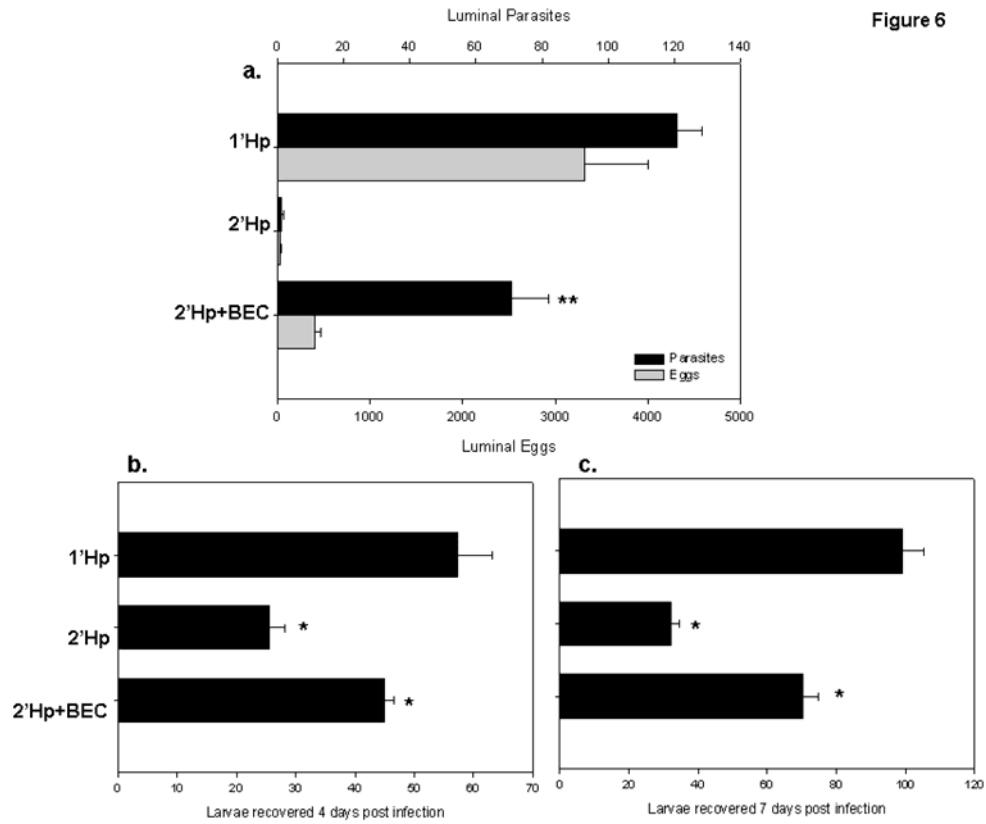 Luminal Parasites
Figure 6
0 20 40 60 80 100 120 140
a.
1'Hp
2'Hp
2'Hp+BEC
**
Parasites
Eggs
0 1000 2000 3000 4000 5000
Luminal Eggs
b.
c.
1'Hp
2'Hp
*
*
2'Hp+BEC
*
*
0 10 20 30 40 50 60 70
0 20 40 60 80 100 120
Larvae recovered 4 days post infection
Larvae recovered 7 days post infection